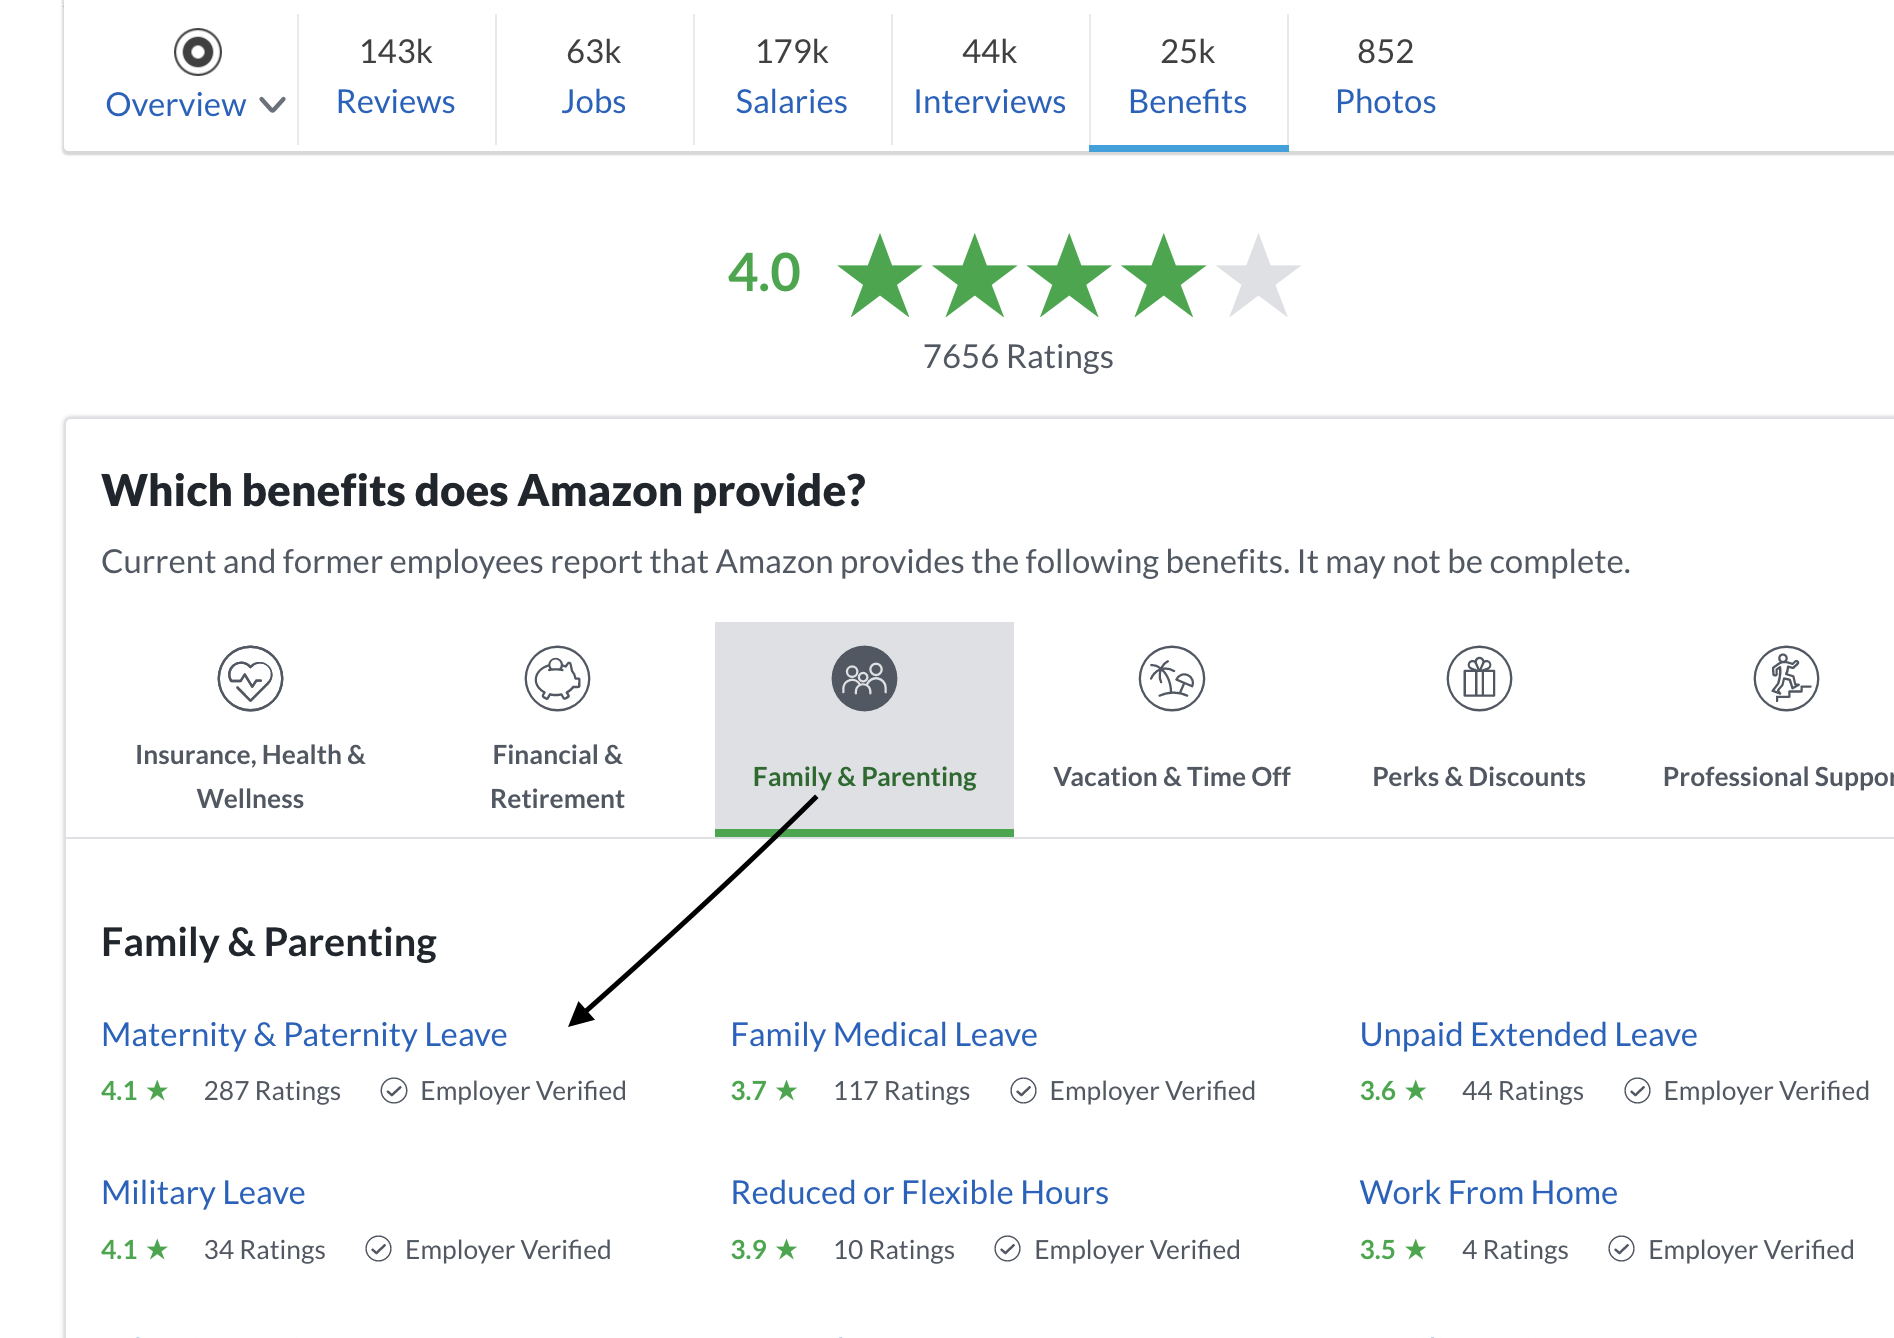 143k 63k 179k 44k 25k 852
Overview Reviews Jobs Salaries Interviews Benefits Photos
4.0
7656 Ratings
Which benefits does Amazon provide?
Current and former employees report that Amazon provides the following benefits. It may not be complete.
Insurance, Health &
Wellness
Financial &
Retirement
Family & Parenting
Vacation & Time Off
Perks & Discounts
Professional Suppor
Family & Parenting
Maternity & Paternity Leave
4.1 ★ 287 Ratings Employer Verified
Family Medical Leave
3.7 ★ 117 Ratings Employer Verified
Unpaid Extended Leave
3.6 ★ 44 Ratings Employer Verified
Military Leave
4.1 ★ 34 Ratings Employer Verified
Reduced or Flexible Hours
3.9 ★ 10 Ratings Employer Verified
Work From Home
3.5 ★ 4 Ratings Employer Verified